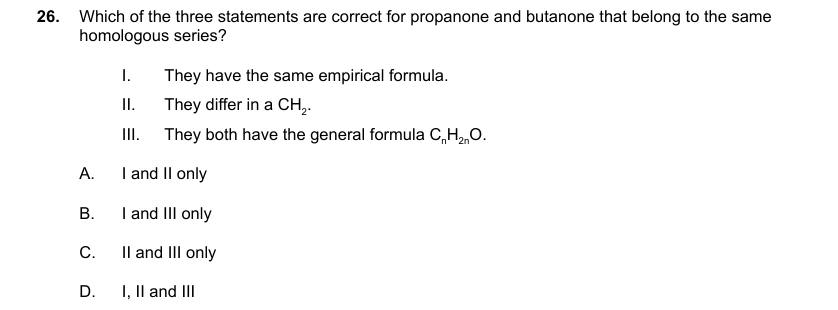 26. Which of the three statements are correct for propanone and butanone that belong to the same
homologous series?
I. They have the same empirical formula.
II. They differ in a CH₂.
III. They both have the general formula CₙH₂ₙO.
A. I and II only
B. I and III only
C. II and III only
D. I, II and III